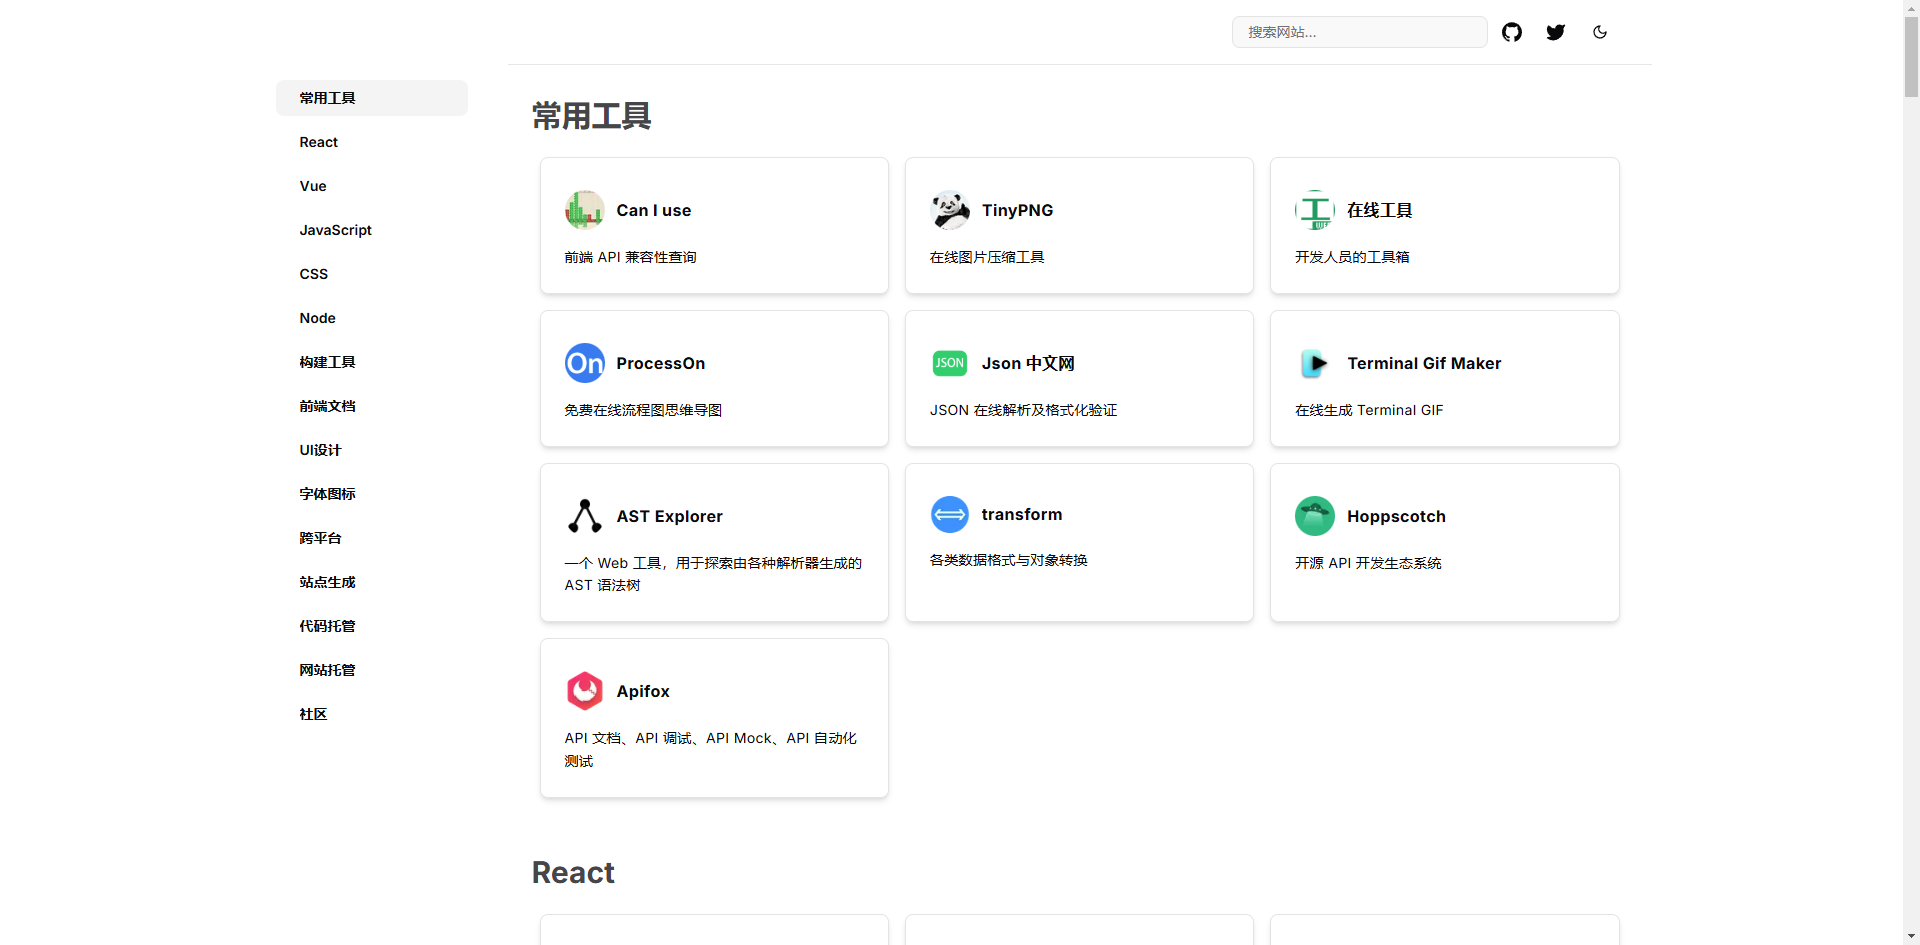 搜索网站...
常用工具
React
Vue
JavaScript
CSS
Node
构建工具
前端文档
UI设计
字体图标
跨平台
站点生成
代码托管
网站托管
社区
常用工具
Can I use
前端 API 兼容性查询
TinyPNG
在线图片压缩工具
工
WEB
在线工具
开发人员的工具箱
On
ProcessOn
免费在线流程图思维导图
JSON
Json 中文网
JSON 在线解析及格式化验证
Terminal Gif Maker
在线生成 Terminal GIF
AST Explorer
一个 Web 工具，用于探索由各种解析器生成的
AST 语法树
transform
各类数据格式与对象转换
Hoppscotch
开源 API 开发生态系统
Apifox
API 文档、API 调试、API Mock、API 自动化
测试
React